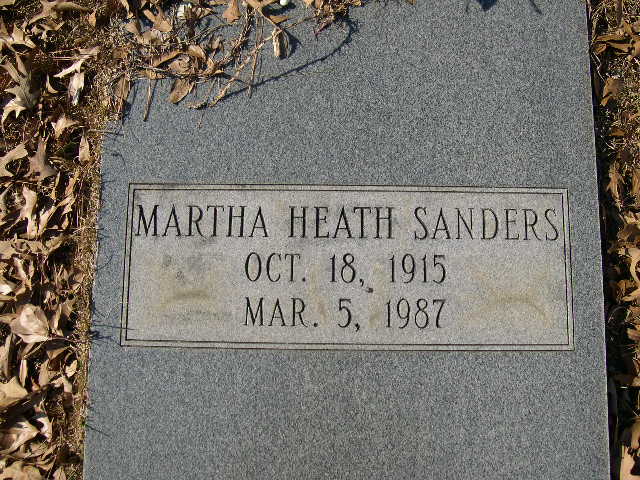 MARTHA HEATH SANDERS
OCT. 18, 1915
MAR. 5, 1987